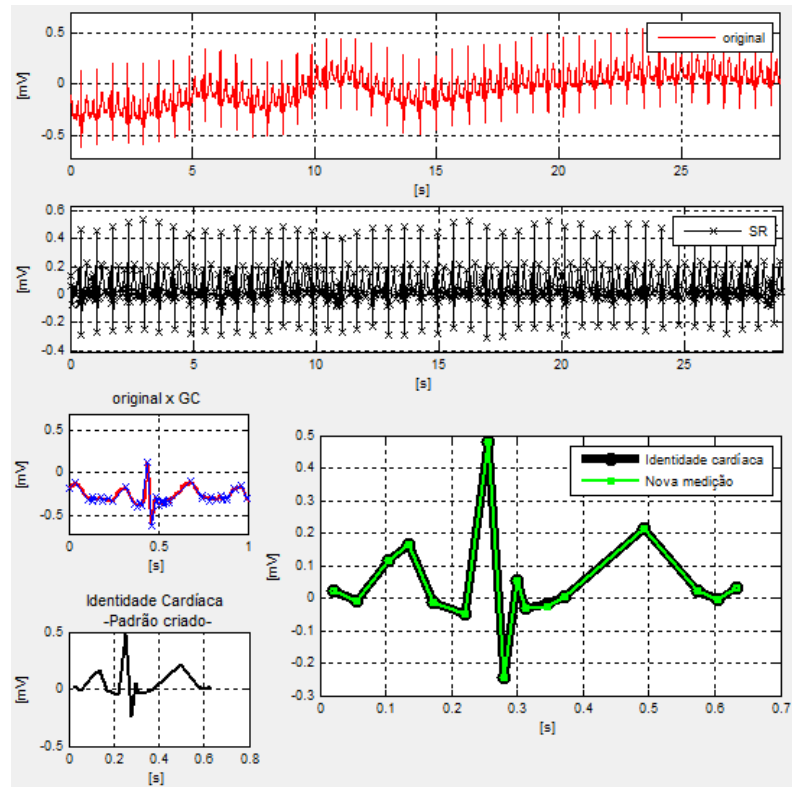 0.5
0
-0.5
[mV]
original
0 5 10 15 20 25
[s]
0.6
0.4
0.2
0
-0.2
-0.4
[mV]
SR
0 5 10 15 20 25
[s]
original x GC
0.5
0
-0.5
[mV]
0 0.5 1
[s]
Identidade Cardíaca
-Padrão criado-
0.5
0
-0.5
[mV]
0 0.2 0.4 0.6 0.8
[s]
0.5
0.4
0.3
0.2
0.1
0
-0.1
-0.2
-0.3
[mV]
Identidade cardíaca
Nova medição
0 0.1 0.2 0.3 0.4 0.5 0.6 0.7
[s]